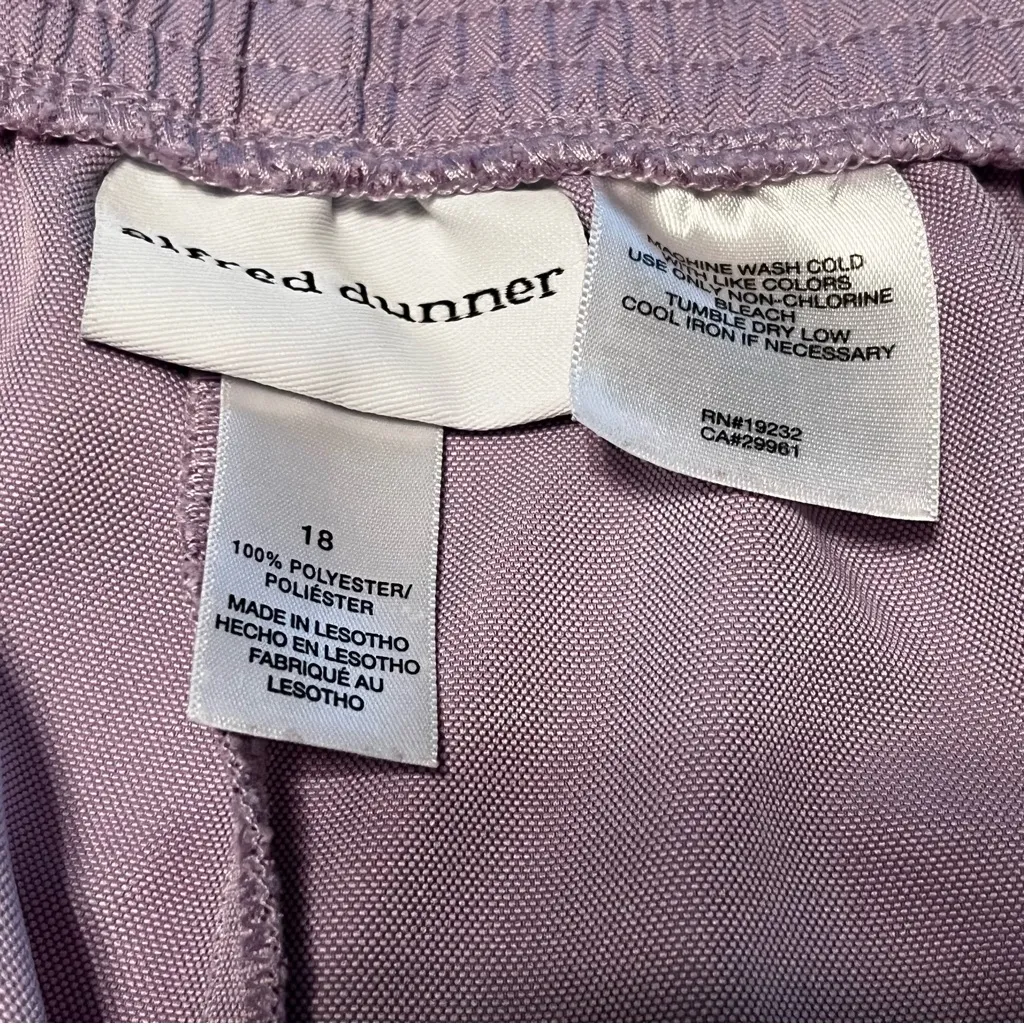 alfred dunner
MACHINE WASH COLD
WITH LIKE COLORS
USE ONLY NON-CHLORINE
BLEACH
TUMBLE DRY LOW
COOL IRON IF NECESSARY
RN#19232
CA#29961
18
100% POLYESTER/
POLIÉSTER
MADE IN LESOTHO
HECHO EN LESOTHO
FABRIQUÉ AU
LESOTHO